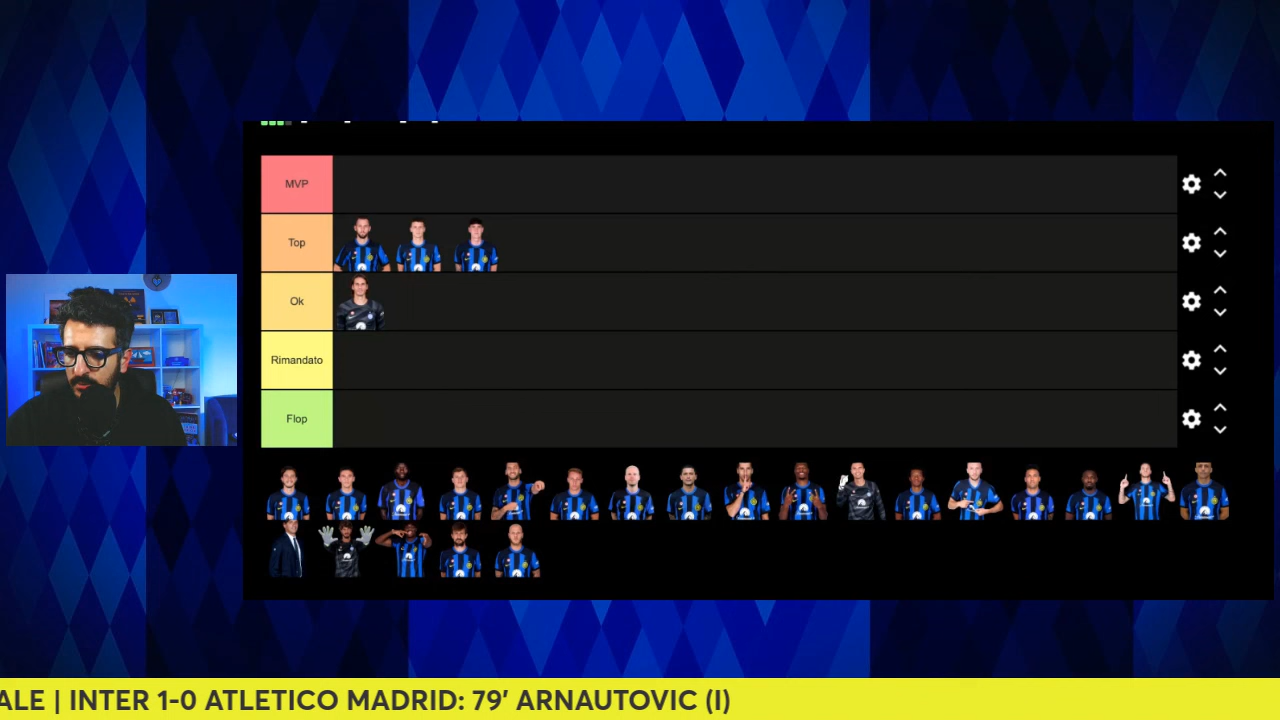 MVP
Top
Ok
Rimandato
Flop
ALE | INTER 1-0 ATLETICO MADRID: 79’ ARNAUTOVIC (I)